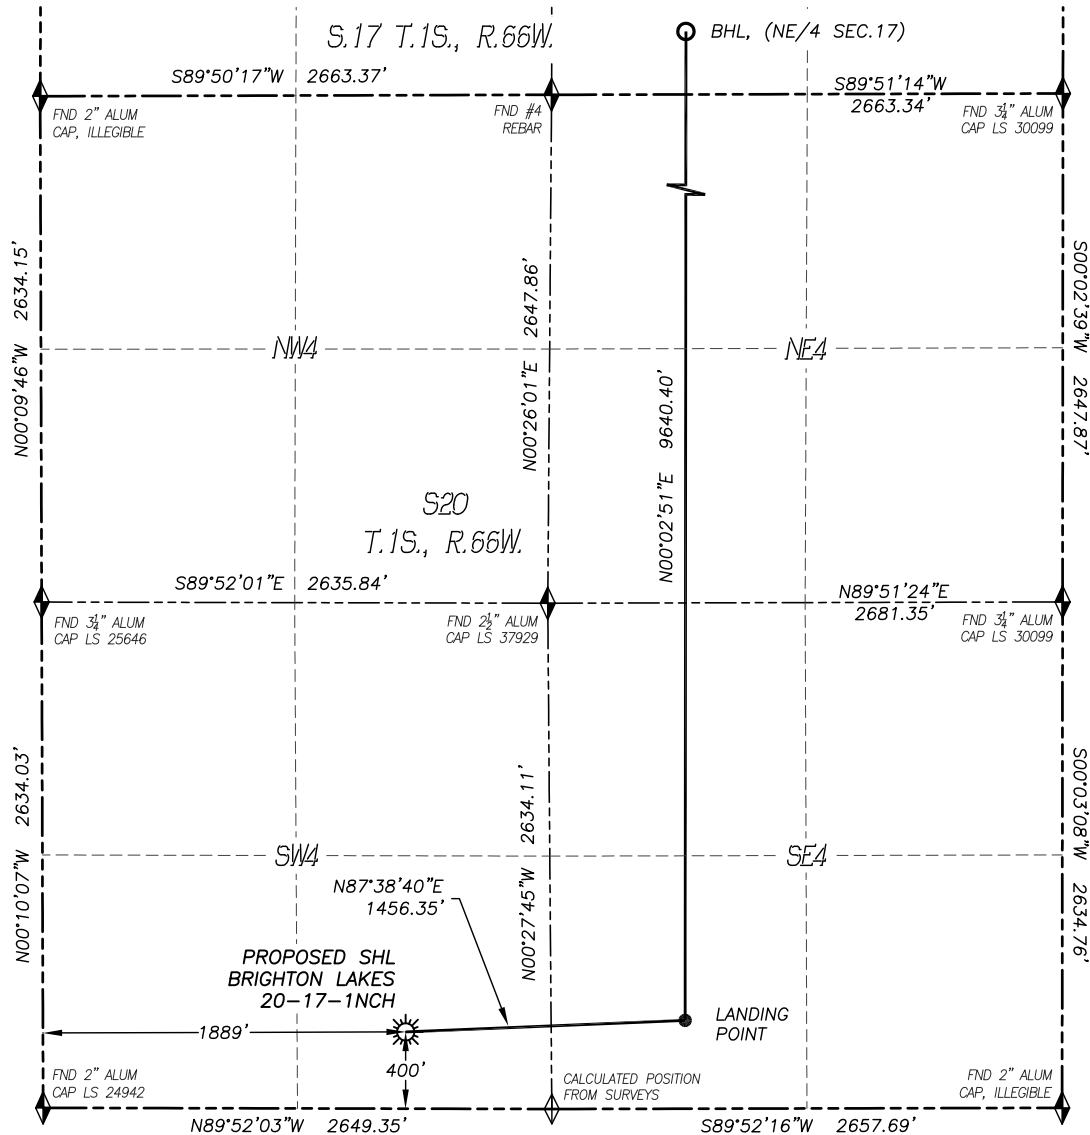 S.17 T.1S., R.66W.
BHL, (NE/4 SEC.17)
S89°50'17"W 2663.37'
S89°51'14"W
2663.34'
FND 2" ALUM
CAP, ILLEGIBLE
FND #4
REBAR
FND 3¼" ALUM
CAP LS 30099
N00°09'46"W 2634.15'
N00°26'01"E 2647.86'
S00°02'39"W 2647.87'
NW4
NE4
N00°02'51"E 9640.40'
S20
T.1S., R.66W.
S89°52'01"E 2635.84'
N89°51'24"E
2681.35'
FND 3¼" ALUM
CAP LS 25646
FND 2½" ALUM
CAP LS 37929
FND 3¼" ALUM
CAP LS 30099
N00°10'07"W 2634.03'
N00°27'45"W 2634.11'
S00°03'08"W 2634.76'
SW4
SE4
N87°38'40"E
1456.35'
PROPOSED SHL
BRIGHTON LAKES
20-17-1NCH
LANDING
POINT
1889'
400'
FND 2" ALUM
CAP LS 24942
CALCULATED POSITION
FROM SURVEYS
FND 2" ALUM
CAP, ILLEGIBLE
N89°52'03"W 2649.35'
S89°52'16"W 2657.69'